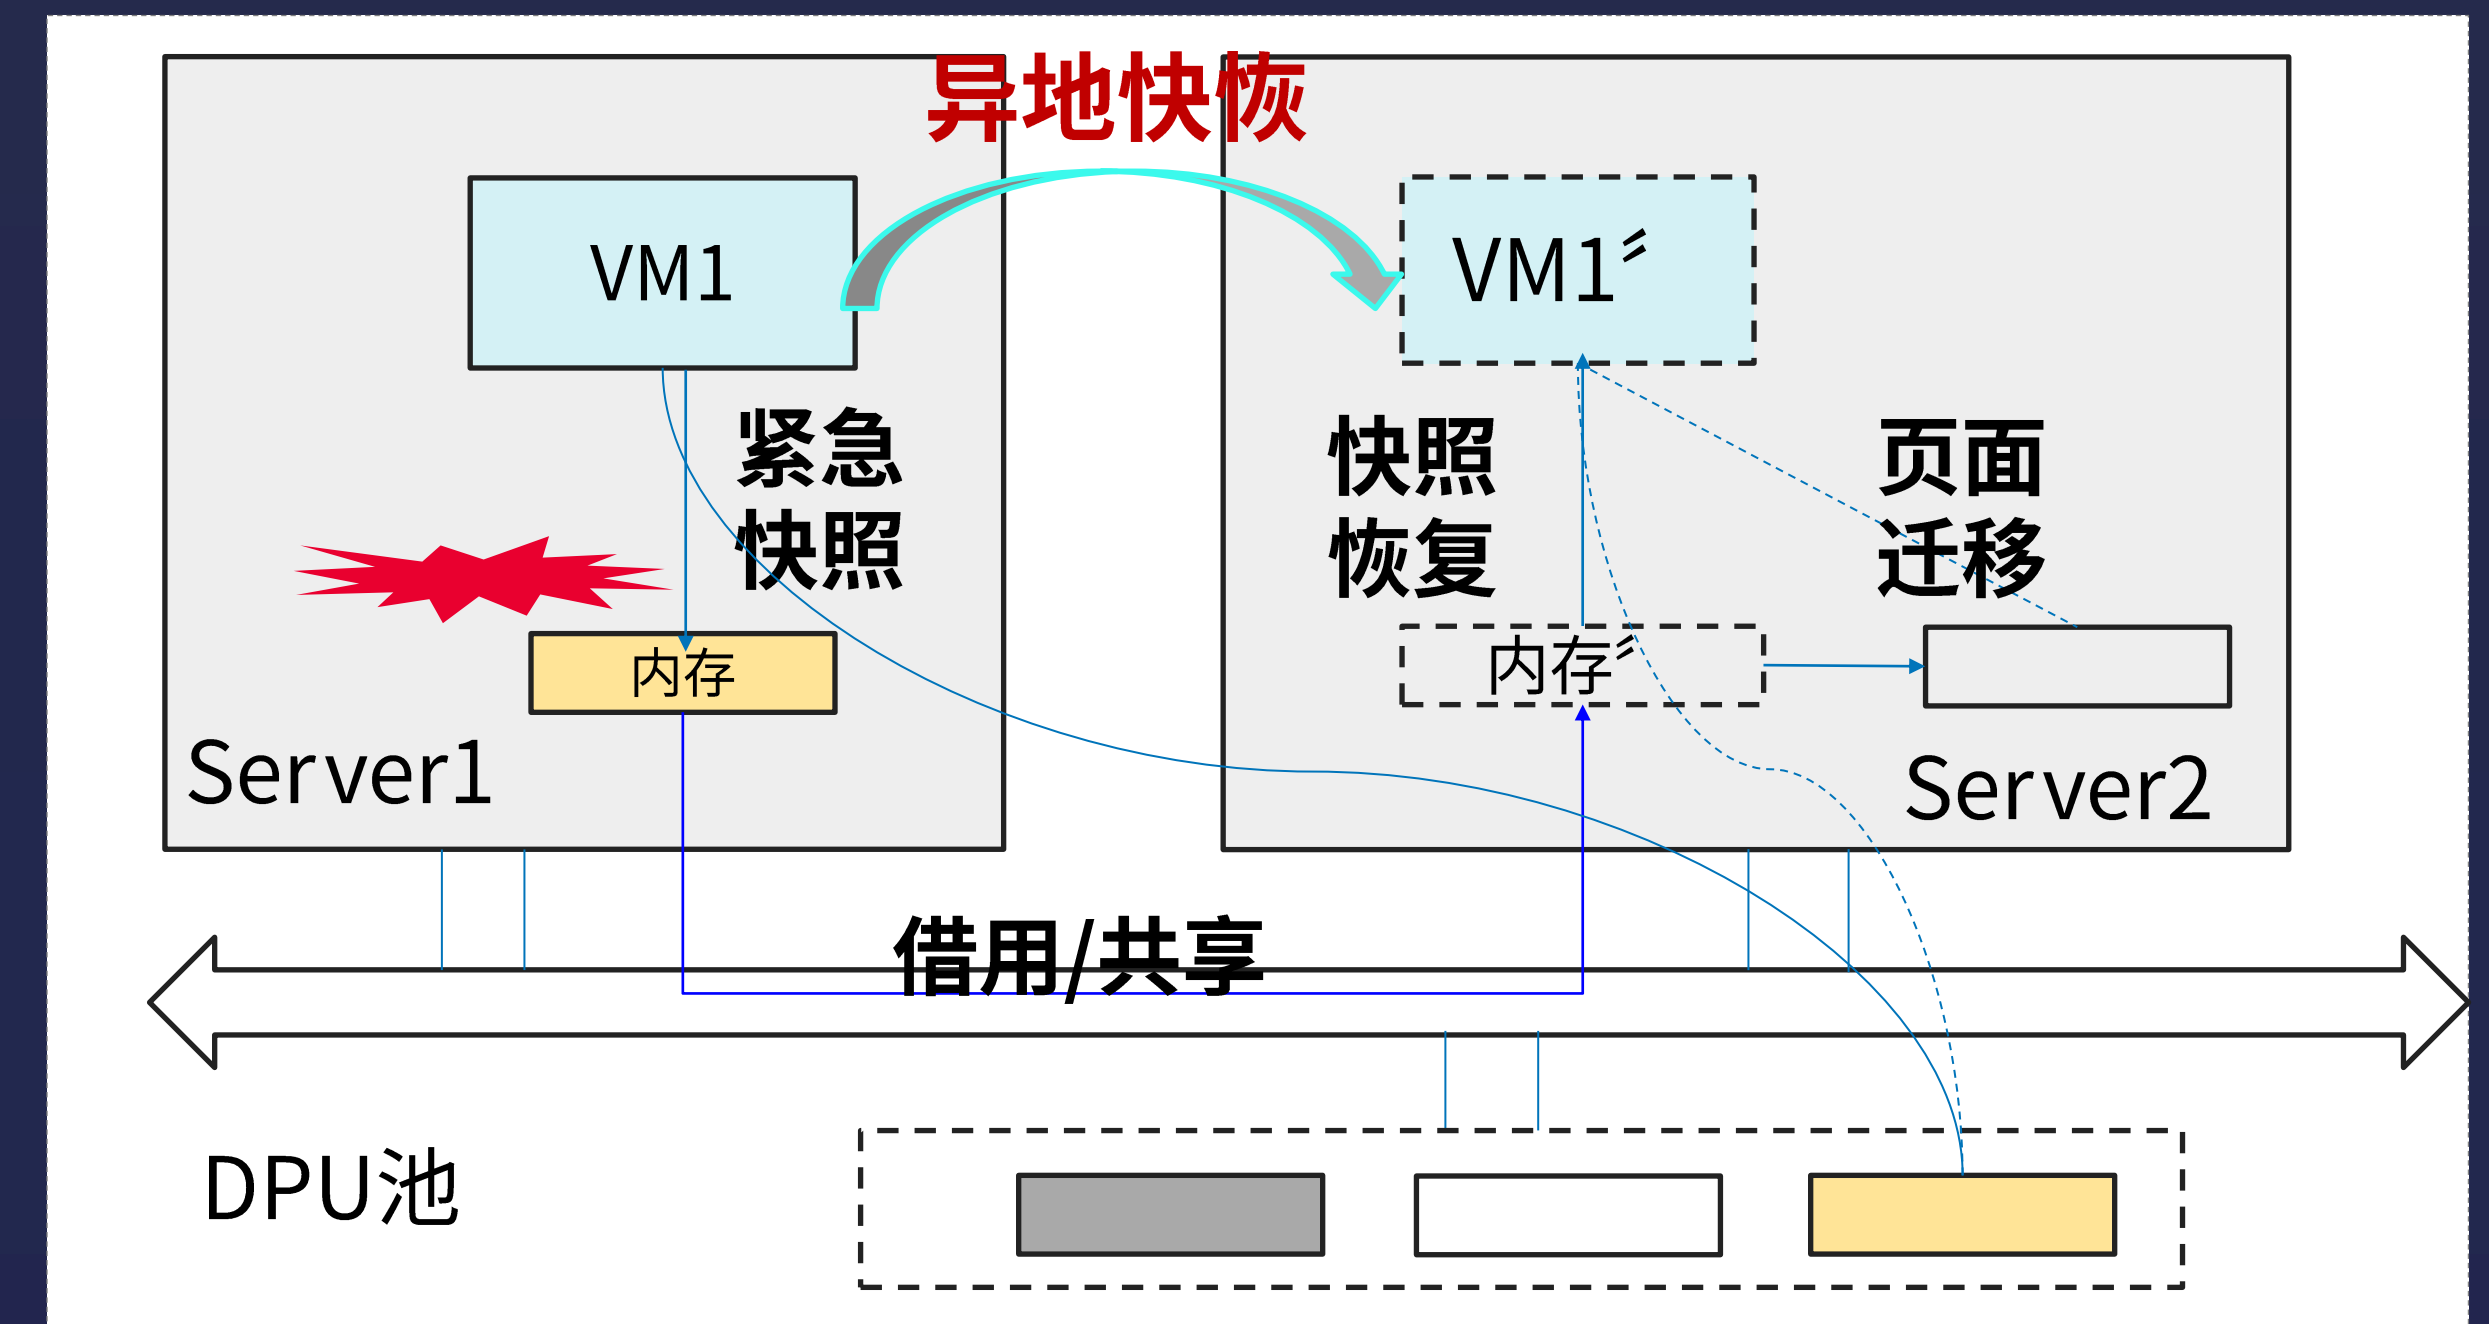 异地快恢
VM1
VM1〞
紧急
快照
快照
恢复
页面
迁移
内存
内存〞
Server1
Server2
借用/共享
DPU池